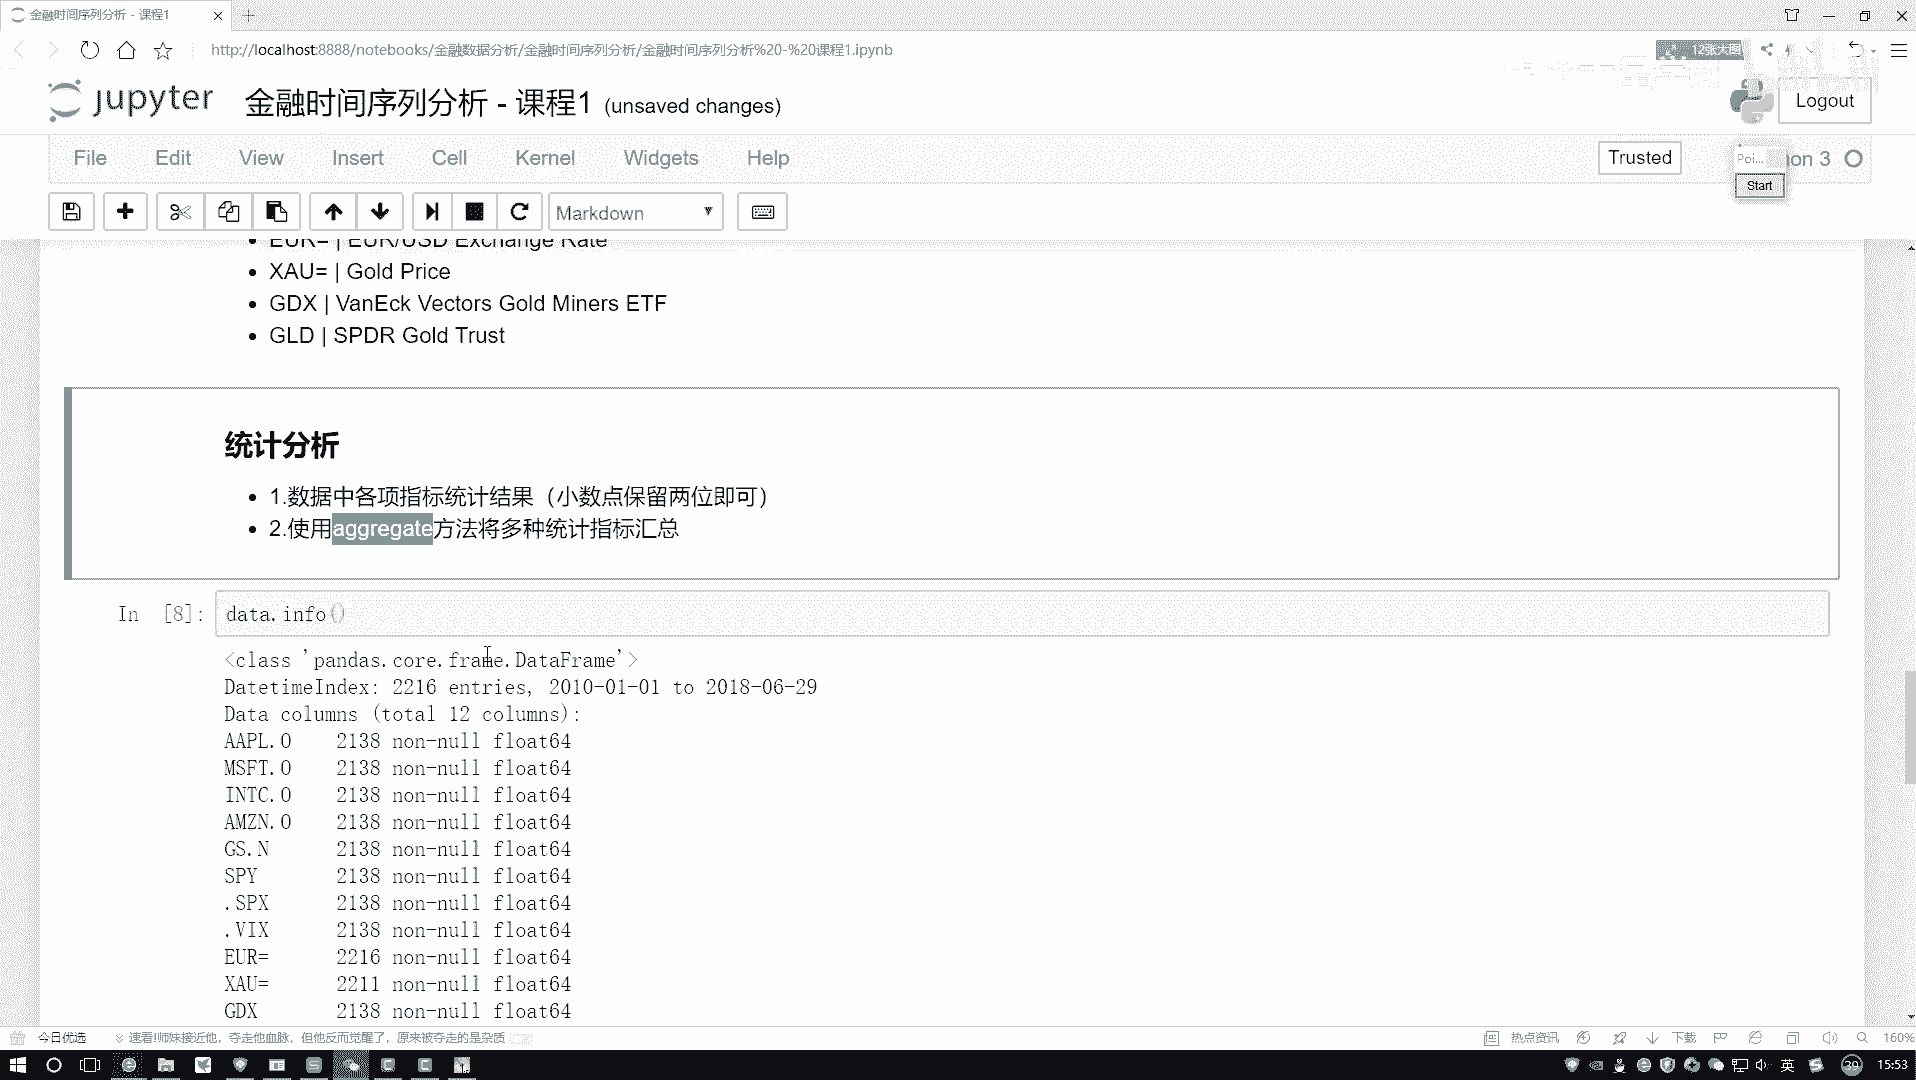 金融时间序列分析 - 课程1
http://localhost:8888/notebooks/金融数据分析/金融时间序列分析/金融时间序列分析%20-%20课程1.ipynb
12张大图
jupyter 金融时间序列分析 - 课程1 (unsaved changes)
Logout
File Edit View Insert Cell Kernel Widgets Help
Trusted
Poi... on 3
Start
Markdown
EUR= | EUR/USD Exchange Rate
XAU= | Gold Price
GDX | VanEck Vectors Gold Miners ETF
GLD | SPDR Gold Trust
统计分析
1.数据中各项指标统计结果（小数点保留两位即可）
2.使用aggregate方法将多种统计指标汇总
In [8]: data.info()
<class 'pandas.core.frame.DataFrame'>
DatetimeIndex: 2216 entries, 2010-01-01 to 2018-06-29
Data columns (total 12 columns):
AAPL.O 2138 non-null float64
MSFT.O 2138 non-null float64
INTC.O 2138 non-null float64
AMZN.O 2138 non-null float64
GS.N 2138 non-null float64
SPY 2138 non-null float64
.SPX 2138 non-null float64
.VIX 2138 non-null float64
EUR= 2216 non-null float64
XAU= 2211 non-null float64
GDX 2138 non-null float64
今日优选 速看!师妹接近他，夺走他血脉，但他反而觉醒了，原来被夺走的是杂质
热点资讯 下载 160%
英 39 15:53